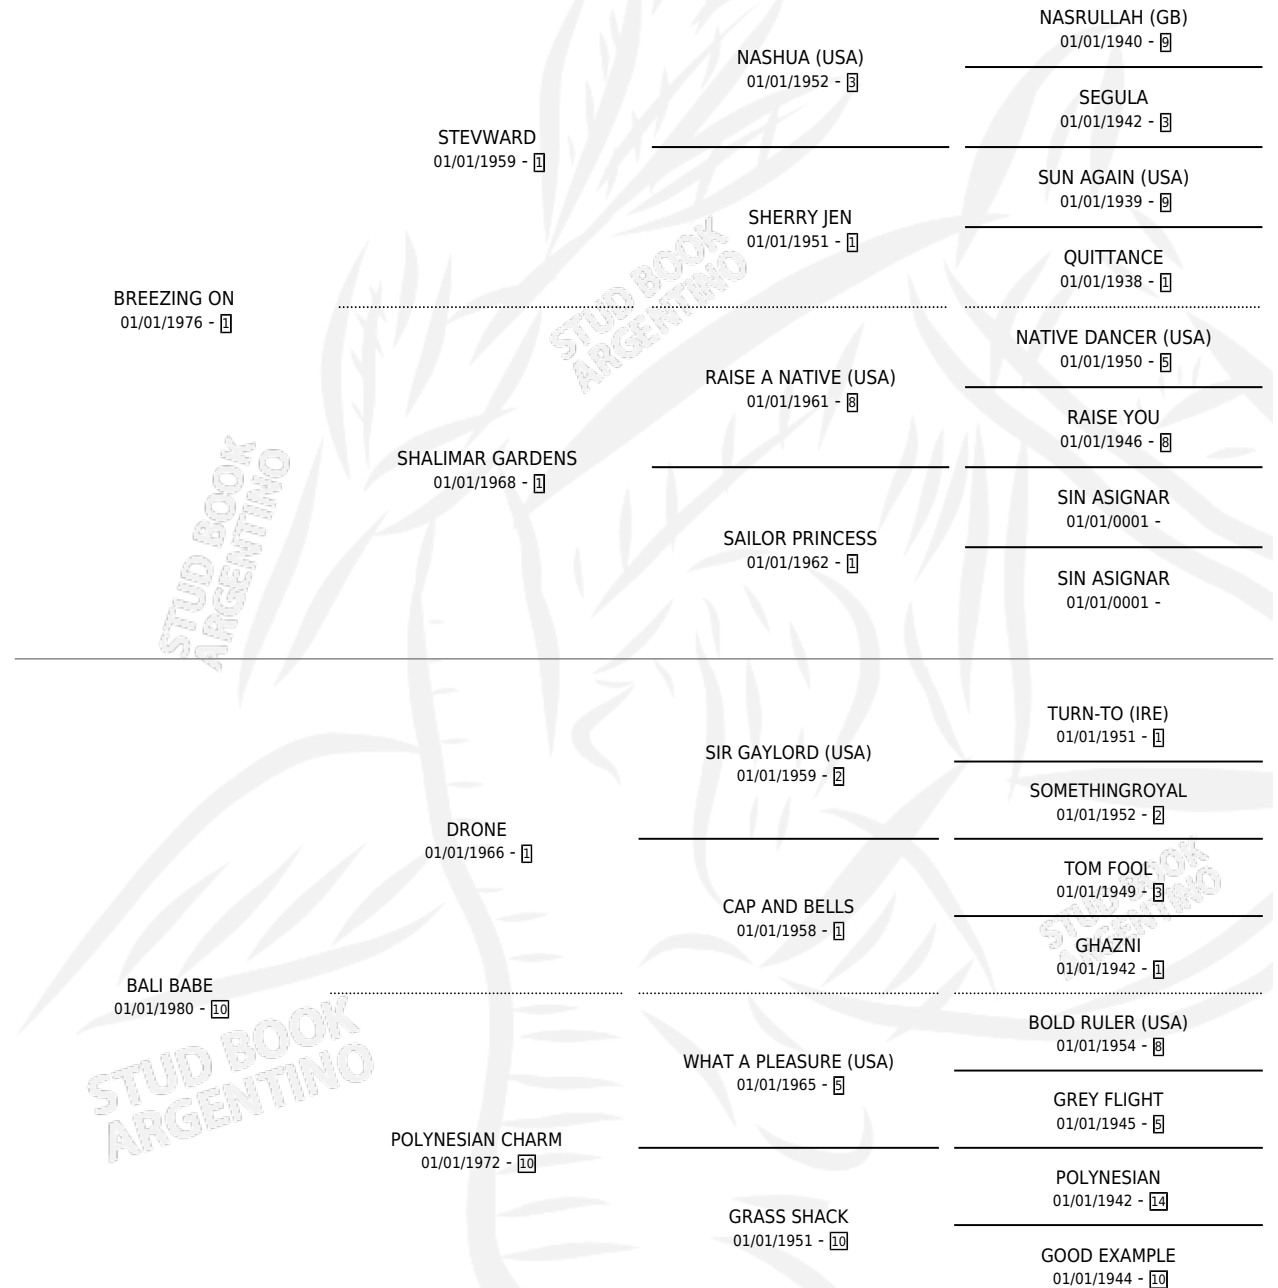 NASRULLAH (GB)
01/01/1940 - 9
NASHUA (USA)
01/01/1952 - 3
SEGULA
01/01/1942 - 3
STEVWARD
01/01/1959 - 1
SUN AGAIN (USA)
01/01/1939 - 9
SHERRY JEN
01/01/1951 - 1
QUITTANCE
01/01/1938 - 1
BREEZING ON
01/01/1976 - 1
STUD BOOK
ARGENTINO
NATIVE DANCER (USA)
01/01/1950 - 5
RAISE A NATIVE (USA)
01/01/1961 - 8
RAISE YOU
01/01/1946 - 8
SHALIMAR GARDENS
01/01/1968 - 1
SIN ASIGNAR
01/01/0001 -
SAILOR PRINCESS
01/01/1962 - 1
SIN ASIGNAR
01/01/0001 -
STUD BOOK
ARGENTINO
TURN-TO (IRE)
01/01/1951 - 1
SIR GAYLORD (USA)
01/01/1959 - 2
SOMETHINGROYAL
01/01/1952 - 2
DRONE
01/01/1966 - 1
TOM FOOL
01/01/1949 - 3
CAP AND BELLS
01/01/1958 - 1
STUD BOOK
ARGENTINO
GHAZNI
01/01/1942 - 1
BALI BABE
01/01/1980 - 10
STUD BOOK
ARGENTINO
BOLD RULER (USA)
01/01/1954 - 8
WHAT A PLEASURE (USA)
01/01/1965 - 5
GREY FLIGHT
01/01/1945 - 5
POLYNESIAN CHARM
01/01/1972 - 10
POLYNESIAN
01/01/1942 - 14
GRASS SHACK
01/01/1951 - 10
GOOD EXAMPLE
01/01/1944 - 10